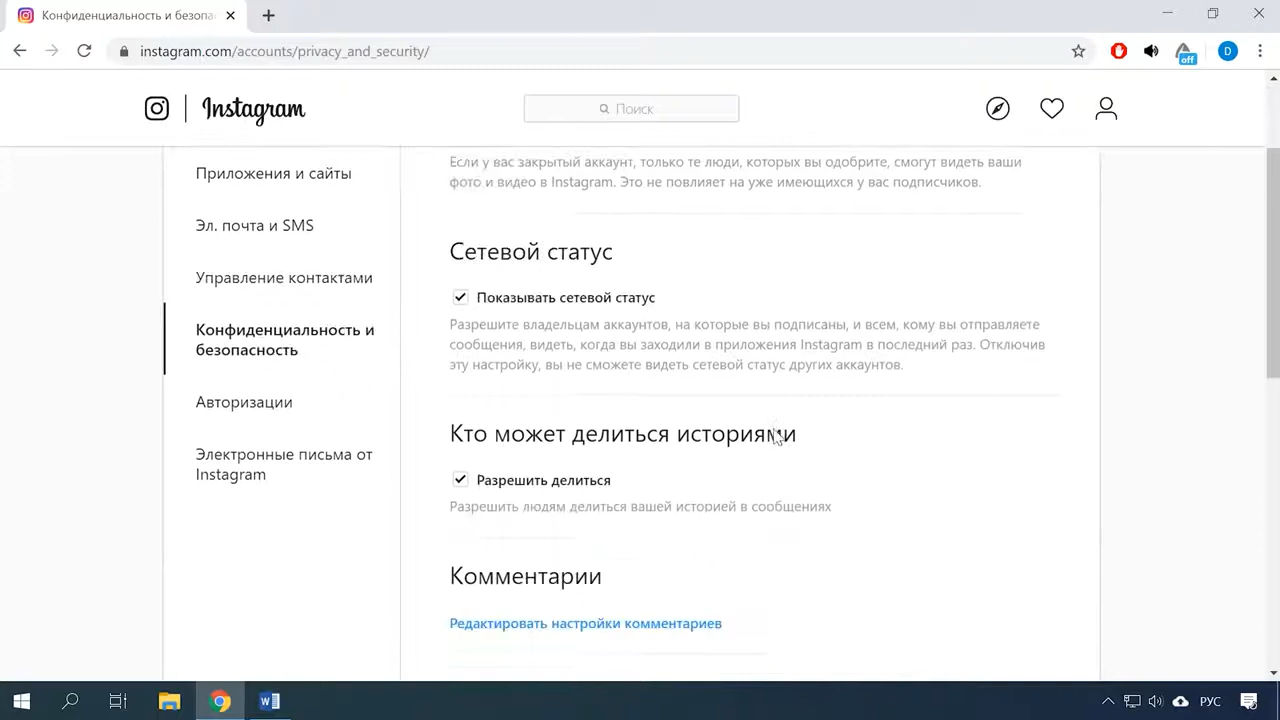 Конфиденциальность и безопа
instagram.com/accounts/privacy_and_security/
off
D
Instagram
Поиск
Приложения и сайты
Эл. почта и SMS
Управление контактами
Конфиденциальность и
безопасность
Авторизации
Электронные письма от
Instagram
Если у вас закрытый аккаунт, только те люди, которых вы одобрите, смогут видеть ваши
фото и видео в Instagram. Это не повлияет на уже имеющихся у вас подписчиков.
Сетевой статус
Показывать сетевой статус
Разрешите владельцам аккаунтов, на которые вы подписаны, и всем, кому вы отправляете
сообщения, видеть, когда вы заходили в приложения Instagram в последний раз. Отключив
эту настройку, вы не сможете видеть сетевой статус других аккаунтов.
Кто может делиться историями
Разрешить делиться
Разрешить людям делиться вашей историей в сообщениях
Комментарии
Редактировать настройки комментариев
РУС